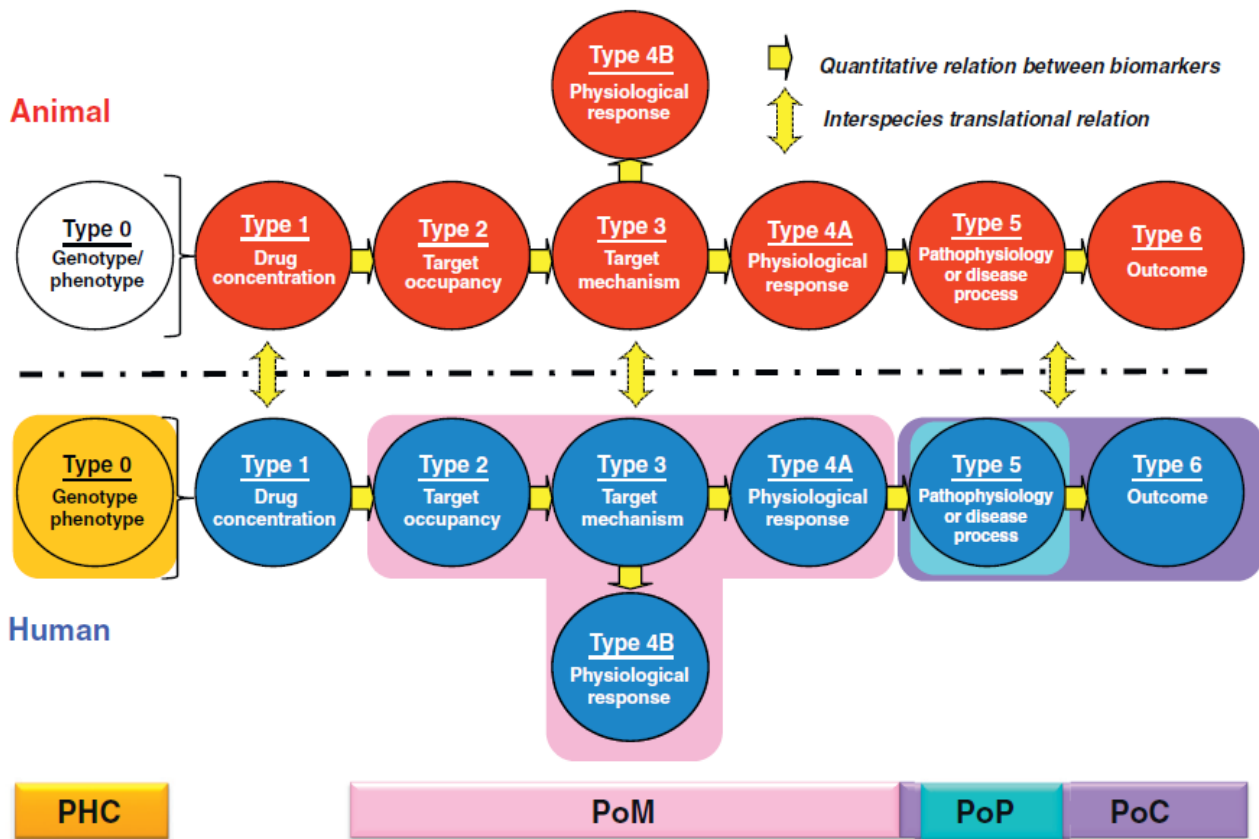 Type 4B
Physiological
response
Quantitative relation between biomarkers
Interspecies translational relation
Animal
Type 0
Genotype/
phenotype
Type 1
Drug
concentration
Type 2
Target
occupancy
Type 3
Target
mechanism
Type 4A
Physiological
response
Type 5
Pathophysiology
or disease
process
Type 6
Outcome
Type 0
Genotype
phenotype
Type 1
Drug
concentration
Type 2
Target
occupancy
Type 3
Target
mechanism
Type 4A
Physiological
response
Type 5
Pathophysiology
or disease
process
Type 6
Outcome
Human
Type 4B
Physiological
response
PHC
PoM
PoP
PoC